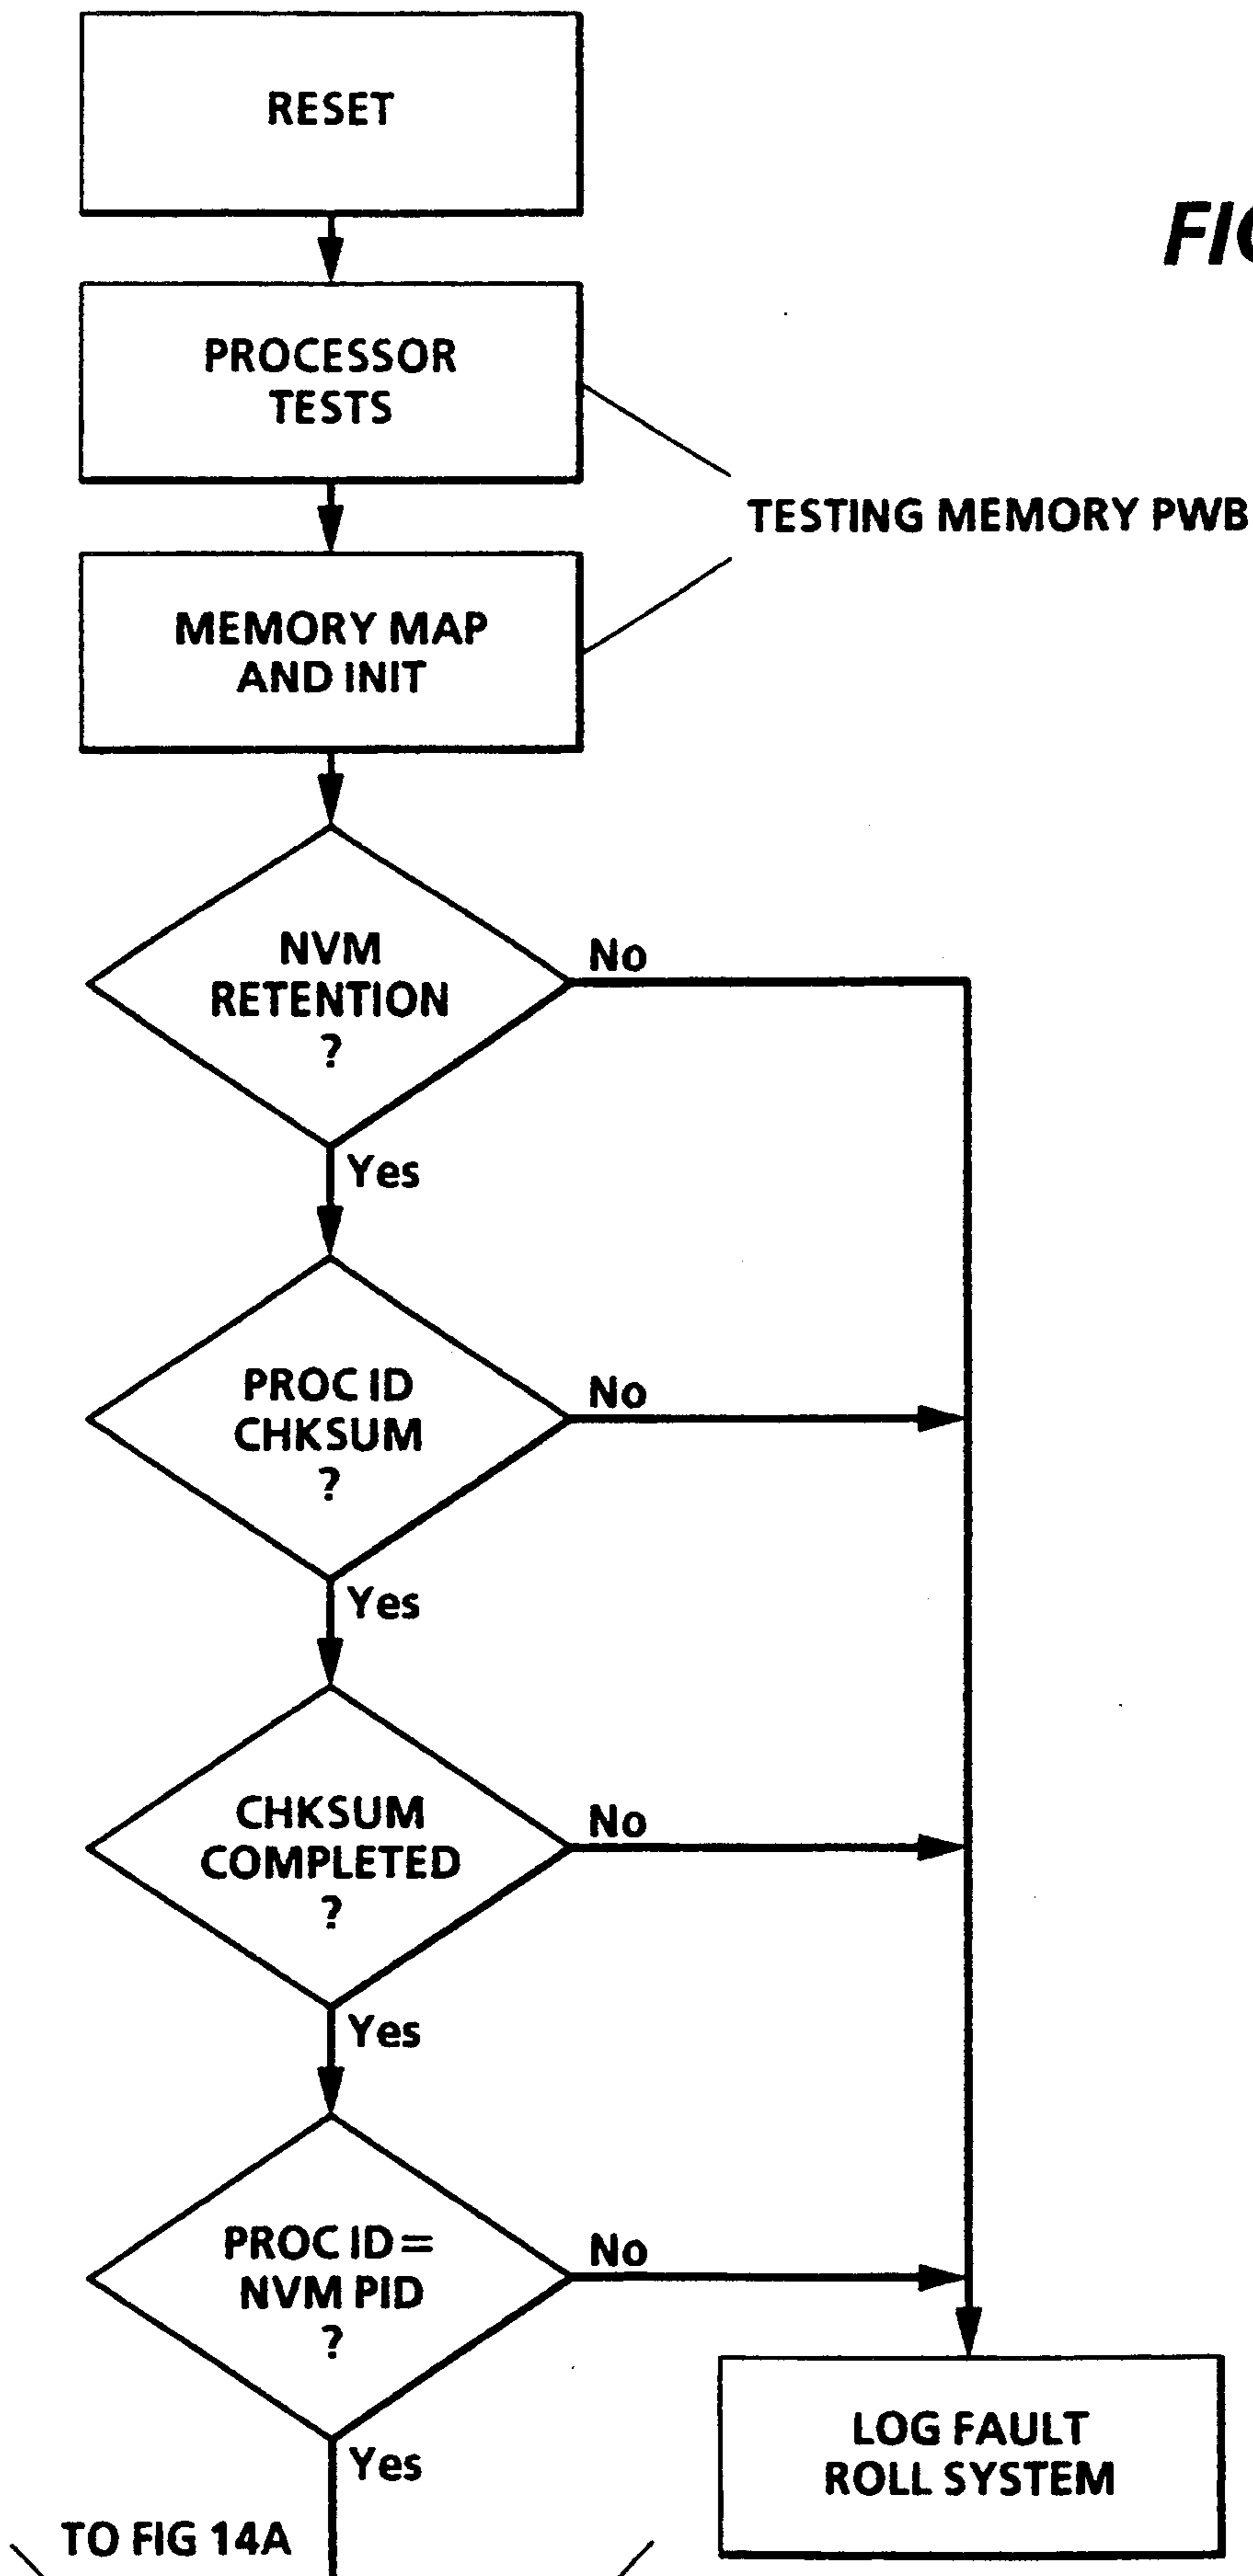 RESET
FIG
PROCESSOR
TESTS
TESTING MEMORY PWB
MEMORY MAP
AND INIT
NVM
RETENTION
?
No
Yes
PROC ID
CHKSUM
?
No
Yes
CHKSUM
COMPLETED
?
No
Yes
PROC ID =
NVM PID
?
No
Yes
LOG FAULT
ROLL SYSTEM
TO FIG 14A